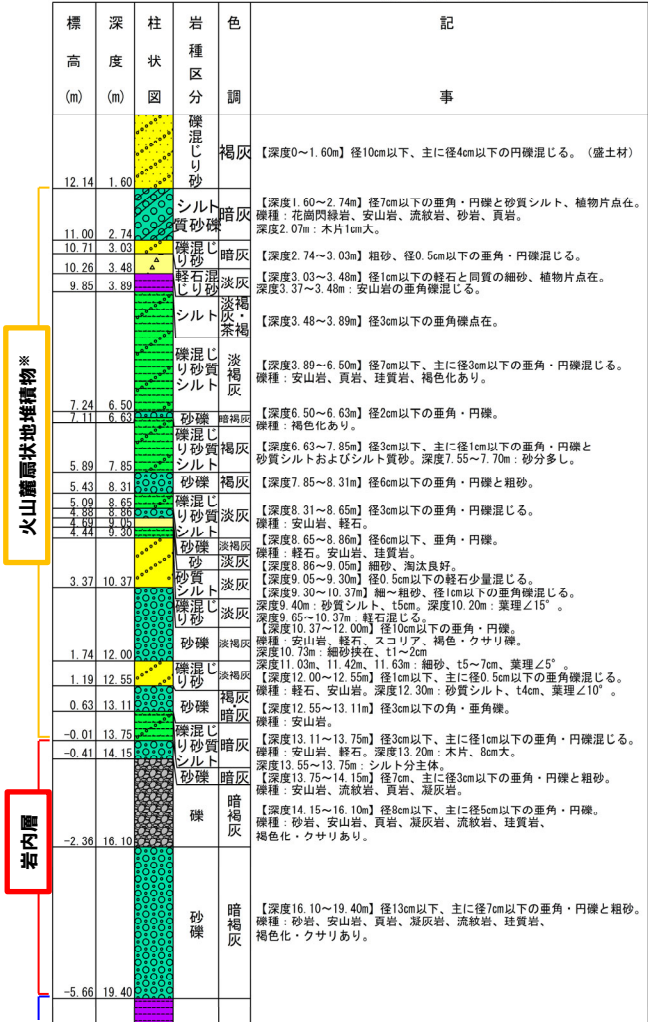 標高(m)
深度(m)
柱状図
岩種区分
色調
記事
火山麓扇状地堆積物※
岩内層
12.14 1.60
11.00 2.74
10.71 3.03
10.26 3.48
9.85 3.89
7.24 6.50
7.11 6.63
5.89 7.85
5.43 8.31
5.09 8.65
4.88 8.86
4.69 9.05
4.44 9.30
3.37 10.37
1.74 12.00
1.19 12.55
0.63 13.11
-0.01 13.75
-0.41 14.15
-2.36 16.10
-5.66 19.40
礫混じり砂
褐灰
シルト質砂礫
暗灰
礫混じり砂
暗灰
軽石混じり砂
淡灰
シルト
淡褐灰・茶褐
礫混じり砂質シルト
淡褐灰
砂礫
暗褐灰
礫混じり砂質シルト
褐灰
砂礫
褐灰
礫混じり砂質シルト
淡灰
砂礫
淡褐灰
砂
淡灰
砂質シルト
淡灰
礫混じり砂
淡灰
砂礫
淡褐灰
礫混じり砂
淡褐灰
砂礫
褐灰・暗灰
礫混じり砂質シルト
暗灰
砂礫
暗灰
礫
暗褐灰
砂礫
暗褐灰
【深度0~1.60m】径10cm以下、主に径4cm以下の円礫混じる。（盛土材）
【深度1.60~2.74m】径7cm以下の亜角・円礫と砂質シルト、植物片点在。
礫種：花崗閃緑岩、安山岩、流紋岩、砂岩、頁岩。
深度2.07m：木片1cm大。
【深度2.74~3.03m】粗砂、径0.5cm以下の亜角・円礫混じる。
【深度3.03~3.48m】径1cm以下の軽石と同質の細砂、植物片点在。
深度3.37~3.48m：安山岩の亜角礫混じる。
【深度3.48~3.89m】径3cm以下の亜角礫点在。
【深度3.89~6.50m】径7cm以下、主に径3cm以下の亜角・円礫混じる。
礫種：安山岩、頁岩、珪質岩、褐色化あり。
【深度6.50~6.63m】径2cm以下の亜角・円礫。
礫種：褐色化あり。
【深度6.63~7.85m】径3cm以下、主に径1cm以下の亜角・円礫と
砂質シルトおよびシルト質砂。深度7.55~7.70m：砂分多し。
【深度7.85~8.31m】径6cm以下の亜角・円礫と粗砂。
【深度8.31~8.65m】径3cm以下の亜角・円礫混じる。
礫種：安山岩、軽石。
【深度8.65~8.86m】径6cm以下、亜角・円礫。
礫種：軽石、安山岩、珪質岩。
【深度8.86~9.05m】細砂、淘汰良好。
【深度9.05~9.30m】径0.5cm以下の軽石少量混じる。
【深度9.30~10.37m】細~粗砂、径1cm以下の亜角礫混じる。
深度9.40m：砂質シルト、t5cm。深度10.20m：葉理∠15°。
深度9.65~10.37m：軽石混じる。
【深度10.37~12.00m】径10cm以下の亜角・円礫。
礫種：安山岩、軽石、スコリア、褐色・クサリ礫。
深度10.73m：細砂挟在、t1~2cm
深度11.03m、11.42m、11.63m：細砂、t5~7cm、葉理∠5°。
【深度12.00~12.55m】径1cm以下、主に径0.5cm以下の亜角礫混じる。
礫種：軽石、安山岩。深度12.30m：砂質シルト、t4cm、葉理∠10°。
【深度12.55~13.11m】径3cm以下の角・亜角礫。
礫種：安山岩。
【深度13.11~13.75m】径3cm以下、主に径1cm以下の亜角・円礫混じる。
礫種：安山岩、軽石。深度13.20m：木片、8cm大。
深度13.55~13.75m：シルト分主体。
【深度13.75~14.15m】径7cm、主に径3cm以下の亜角・円礫と粗砂。
礫種：安山岩、流紋岩、頁岩、凝灰岩。
【深度14.15~16.10m】径8cm以下、主に径5cm以下の亜角・円礫。
礫種：砂岩、安山岩、頁岩、凝灰岩、流紋岩、珪質岩、
褐色化・クサリあり。
【深度16.10~19.40m】径13cm以下、主に径7cm以下の亜角・円礫と粗砂。
礫種：砂岩、安山岩、頁岩、凝灰岩、流紋岩、珪質岩、
褐色化・クサリあり。